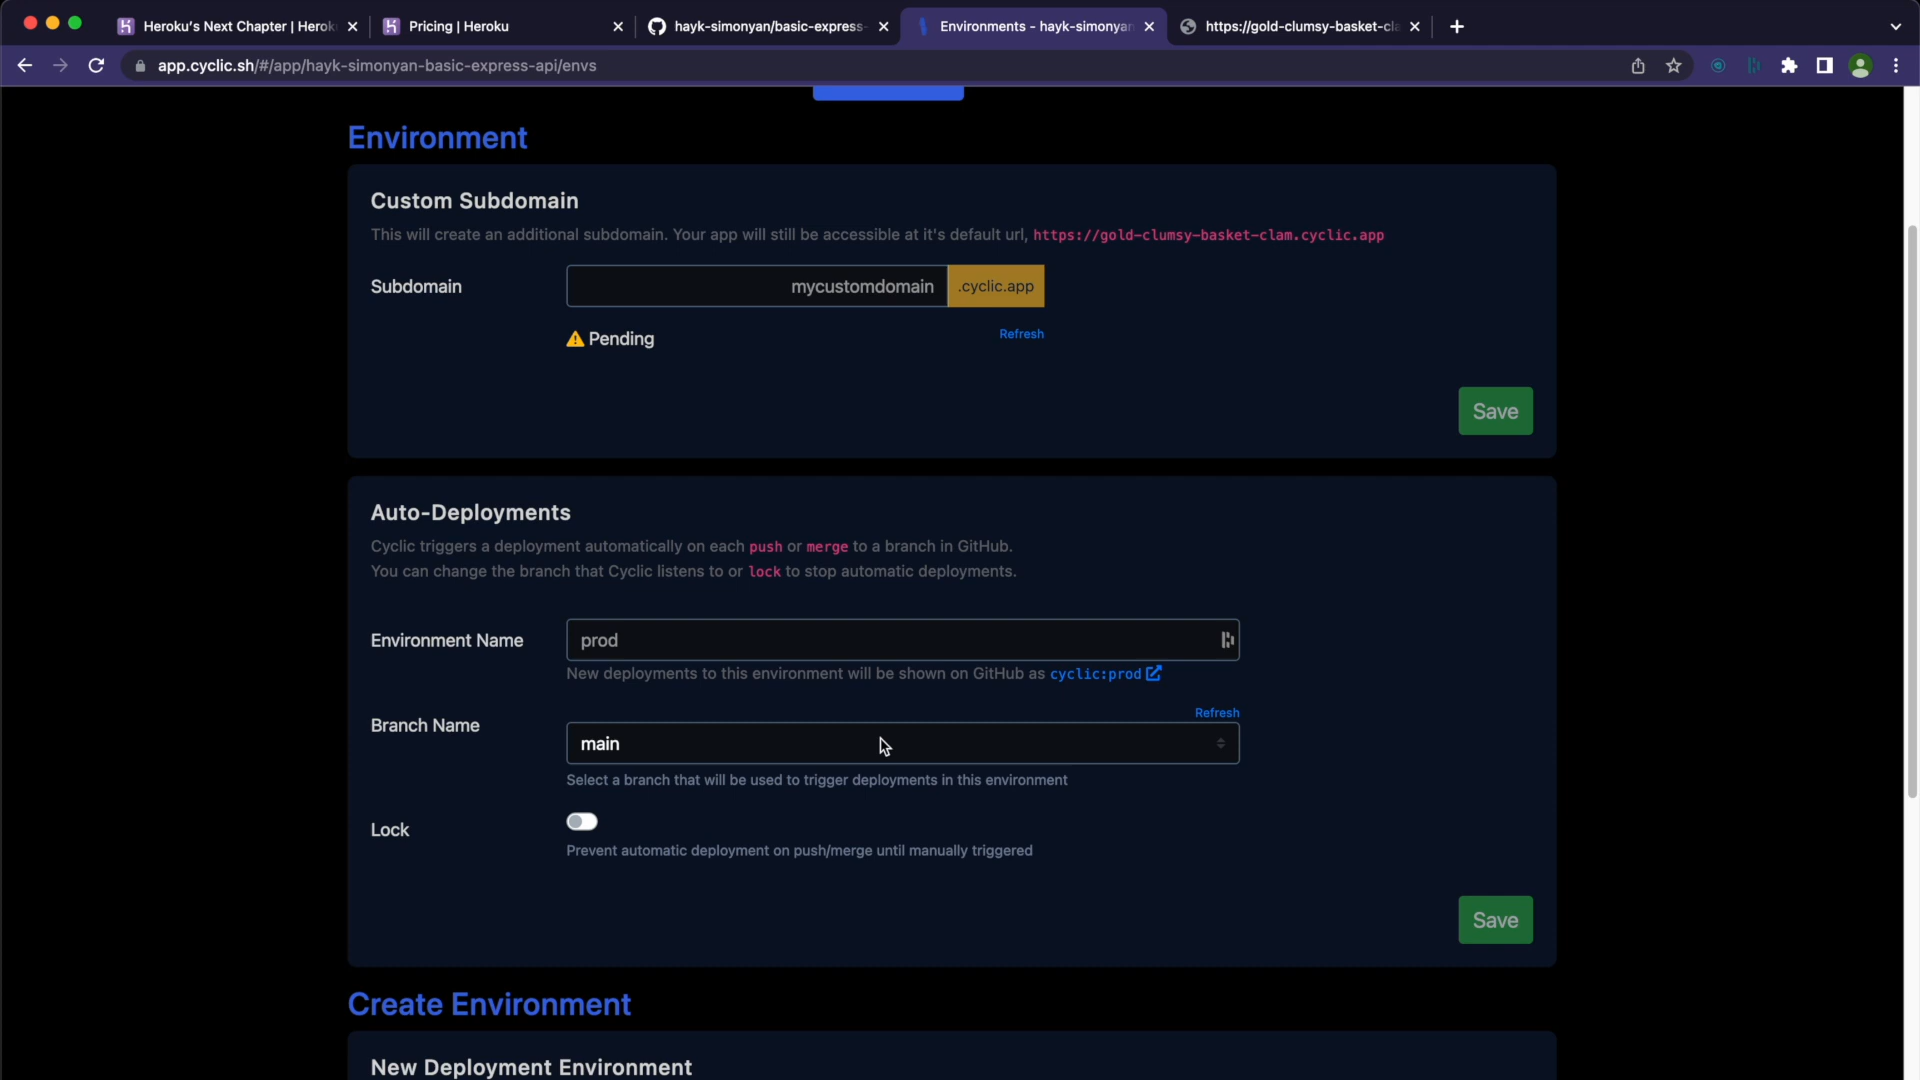 Heroku's Next Chapter | Herok
Pricing | Heroku
hayk-simonyan/basic-express-
Environments - hayk-simonyan
https://gold-clumsy-basket-cla
app.cyclic.sh/#/app/hayk-simonyan-basic-express-api/envs
Environment
Custom Subdomain
This will create an additional subdomain. Your app will still be accessible at it's default url, https://gold-clumsy-basket-clam.cyclic.app
Subdomain
mycustomdomain
.cyclic.app
Pending
Refresh
Save
Auto-Deployments
Cyclic triggers a deployment automatically on each push or merge to a branch in GitHub.
You can change the branch that Cyclic listens to or lock to stop automatic deployments.
Environment Name
prod
New deployments to this environment will be shown on GitHub as cyclic:prod
Refresh
Branch Name
main
Select a branch that will be used to trigger deployments in this environment
Lock
Prevent automatic deployment on push/merge until manually triggered
Save
Create Environment
New Deployment Environment